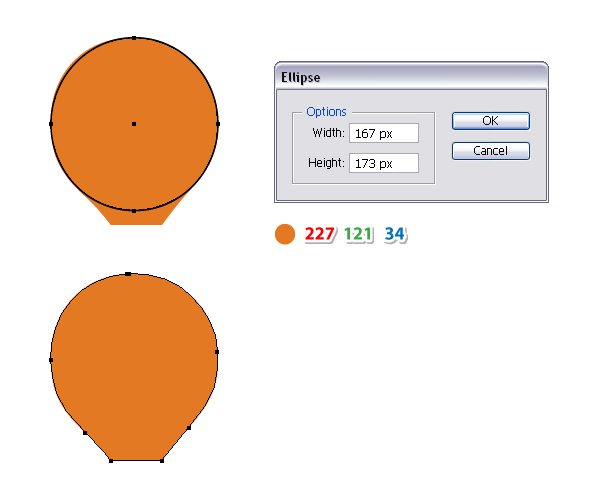 Ellipse
Options
Width: 167 px
Height: 173 px
OK
Cancel
227 121 34